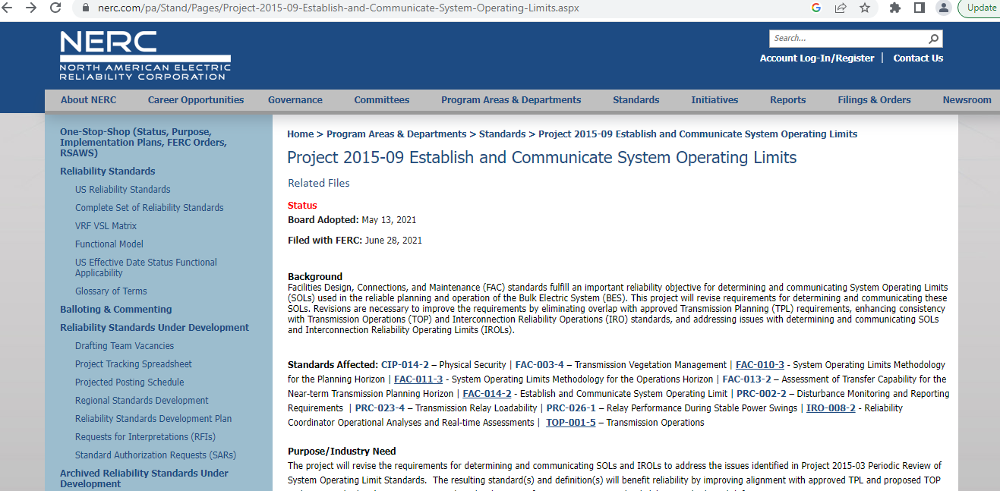 nerc.com/pa/Stand/Pages/Project-2015-09-Establish-and-Communicate-System-Operating-Limits.aspx
Update
NERC
NORTH AMERICAN ELECTRIC
RELIABILITY CORPORATION
Search...
Account Log-In/Register | Contact Us
About NERC Career Opportunities Governance Committees Program Areas & Departments Standards Initiatives Reports Filings & Orders Newsroom
One-Stop-Shop (Status, Purpose,
Implementation Plans, FERC Orders,
RSAWS)
Reliability Standards
US Reliability Standards
Complete Set of Reliability Standards
VRF VSL Matrix
Functional Model
US Effective Date Status Functional
Applicability
Glossary of Terms
Balloting & Commenting
Reliability Standards Under Development
Drafting Team Vacancies
Project Tracking Spreadsheet
Projected Posting Schedule
Regional Standards Development
Reliability Standards Development Plan
Requests for Interpretations (RFIs)
Standard Authorization Requests (SARs)
Archived Reliability Standards Under
Development
Home > Program Areas & Departments > Standards > Project 2015-09 Establish and Communicate System Operating Limits
Project 2015-09 Establish and Communicate System Operating Limits
Related Files
Status
Board Adopted: May 13, 2021
Filed with FERC: June 28, 2021
Background
Facilities Design, Connections, and Maintenance (FAC) standards fulfill an important reliability objective for determining and communicating System Operating Limits
(SOLs) used in the reliable planning and operation of the Bulk Electric System (BES). This project will revise requirements for determining and communicating these
SOLs. Revisions are necessary to improve the requirements by eliminating overlap with approved Transmission Planning (TPL) requirements, enhancing consistency
with Transmission Operations (TOP) and Interconnection Reliability Operations (IRO) standards, and addressing issues with determining and communicating SOLs
and Interconnection Reliability Operating Limits (IROLs).
Standards Affected: CIP-014-2 – Physical Security | FAC-003-4 – Transmission Vegetation Management | FAC-010-3 - System Operating Limits Methodology
for the Planning Horizon | FAC-011-3 - System Operating Limits Methodology for the Operations Horizon | FAC-013-2 – Assessment of Transfer Capability for the
Near-term Transmission Planning Horizon | FAC-014-2 - Establish and Communicate System Operating Limit | PRC-002-2 – Disturbance Monitoring and Reporting
Requirements | PRC-023-4 – Transmission Relay Loadability | PRC-026-1 – Relay Performance During Stable Power Swings | IRO-008-2 - Reliability
Coordinator Operational Analyses and Real-time Assessments | TOP-001-5 – Transmission Operations
Purpose/Industry Need
The project will revise the requirements for determining and communicating SOLs and IROLs to address the issues identified in Project 2015-03 Periodic Review of
System Operating Limit Standards. The resulting standard(s) and definition(s) will benefit reliability by improving alignment with approved TPL and proposed TOP